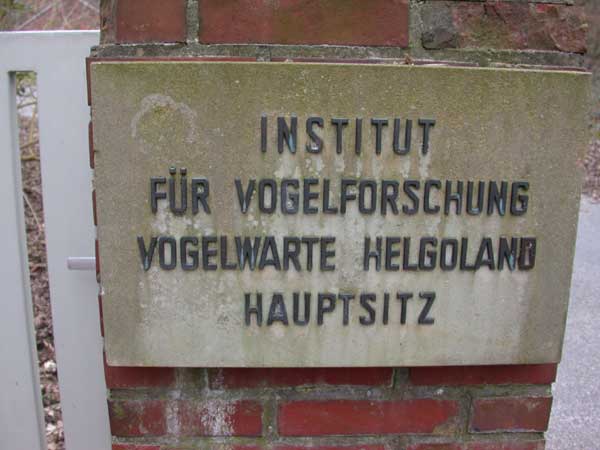 INSTITUT
FÜR VOGELFORSCHUNG
VOGELWARTE HELGOLAND
HAUPTSITZ